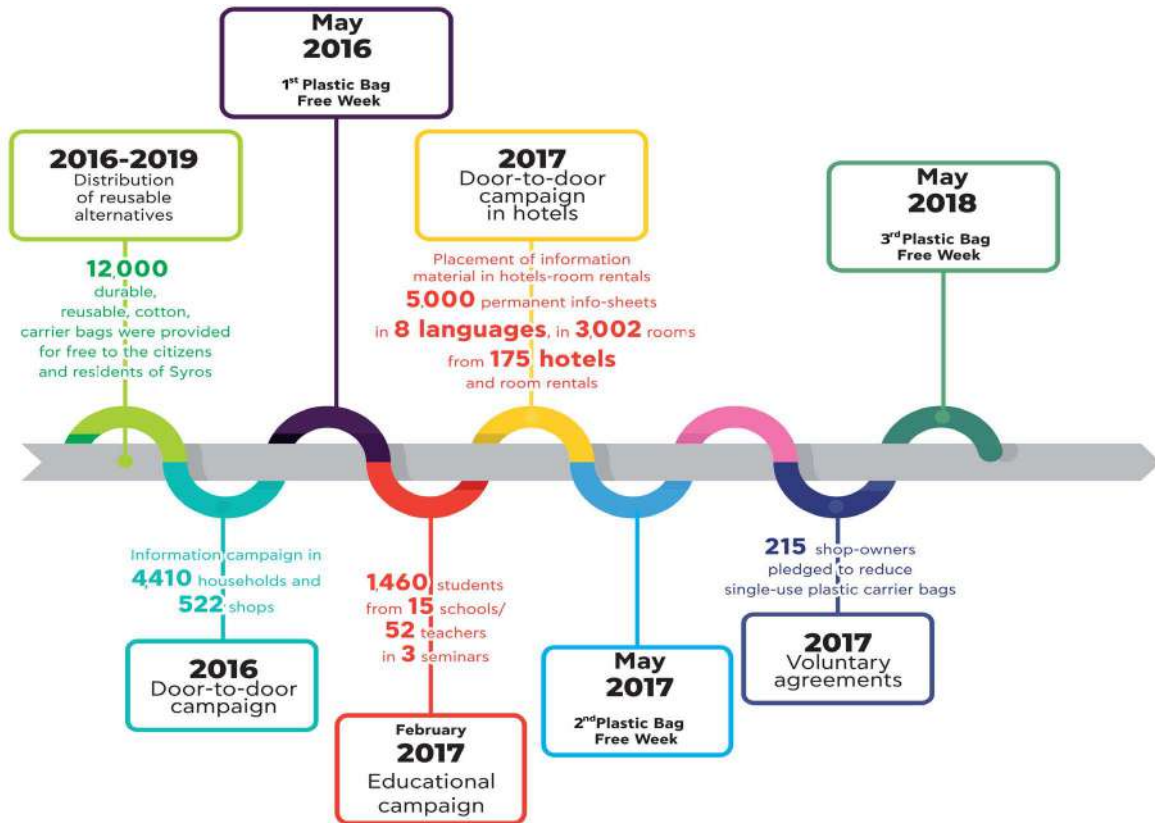 May
2016
1st Plastic Bag
Free Week
2016-2019
Distribution
of reusable
alternatives
12,000
durable,
reusable, cotton,
carrier bags were provided
for free to the citizens
and residents of Syros
2017
Door-to-door
campaign
in hotels
Placement of information
material in hotels-room rentals
5,000 permanent info-sheets
in 8 languages, in 3,002 rooms
from 175 hotels
and room rentals
May
2018
3rd Plastic Bag
Free Week
Information campaign in
4,410 households and
522 shops
2016
Door-to-door
campaign
1,460 students
from 15 schools/
52 teachers
in 3 seminars
February
2017
Educational
campaign
May
2017
2nd Plastic Bag
Free Week
215 shop-owners
pledged to reduce
single-use plastic carrier bags
2017
Voluntary
agreements